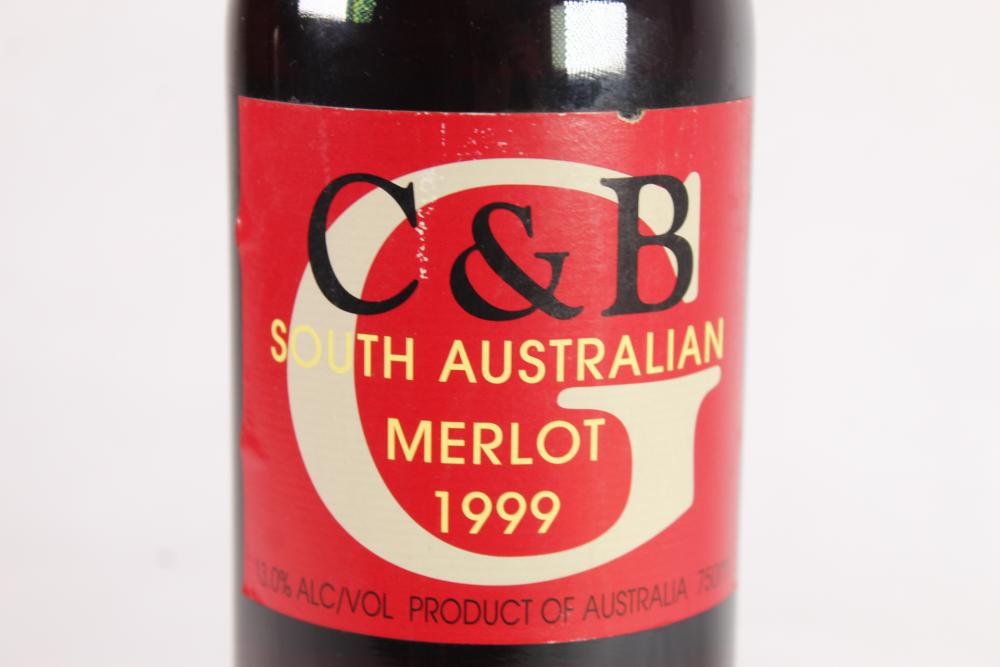 G
C & B
SOUTH AUSTRALIAN
MERLOT
1999
13.0% ALC/VOL PRODUCT OF AUSTRALIA